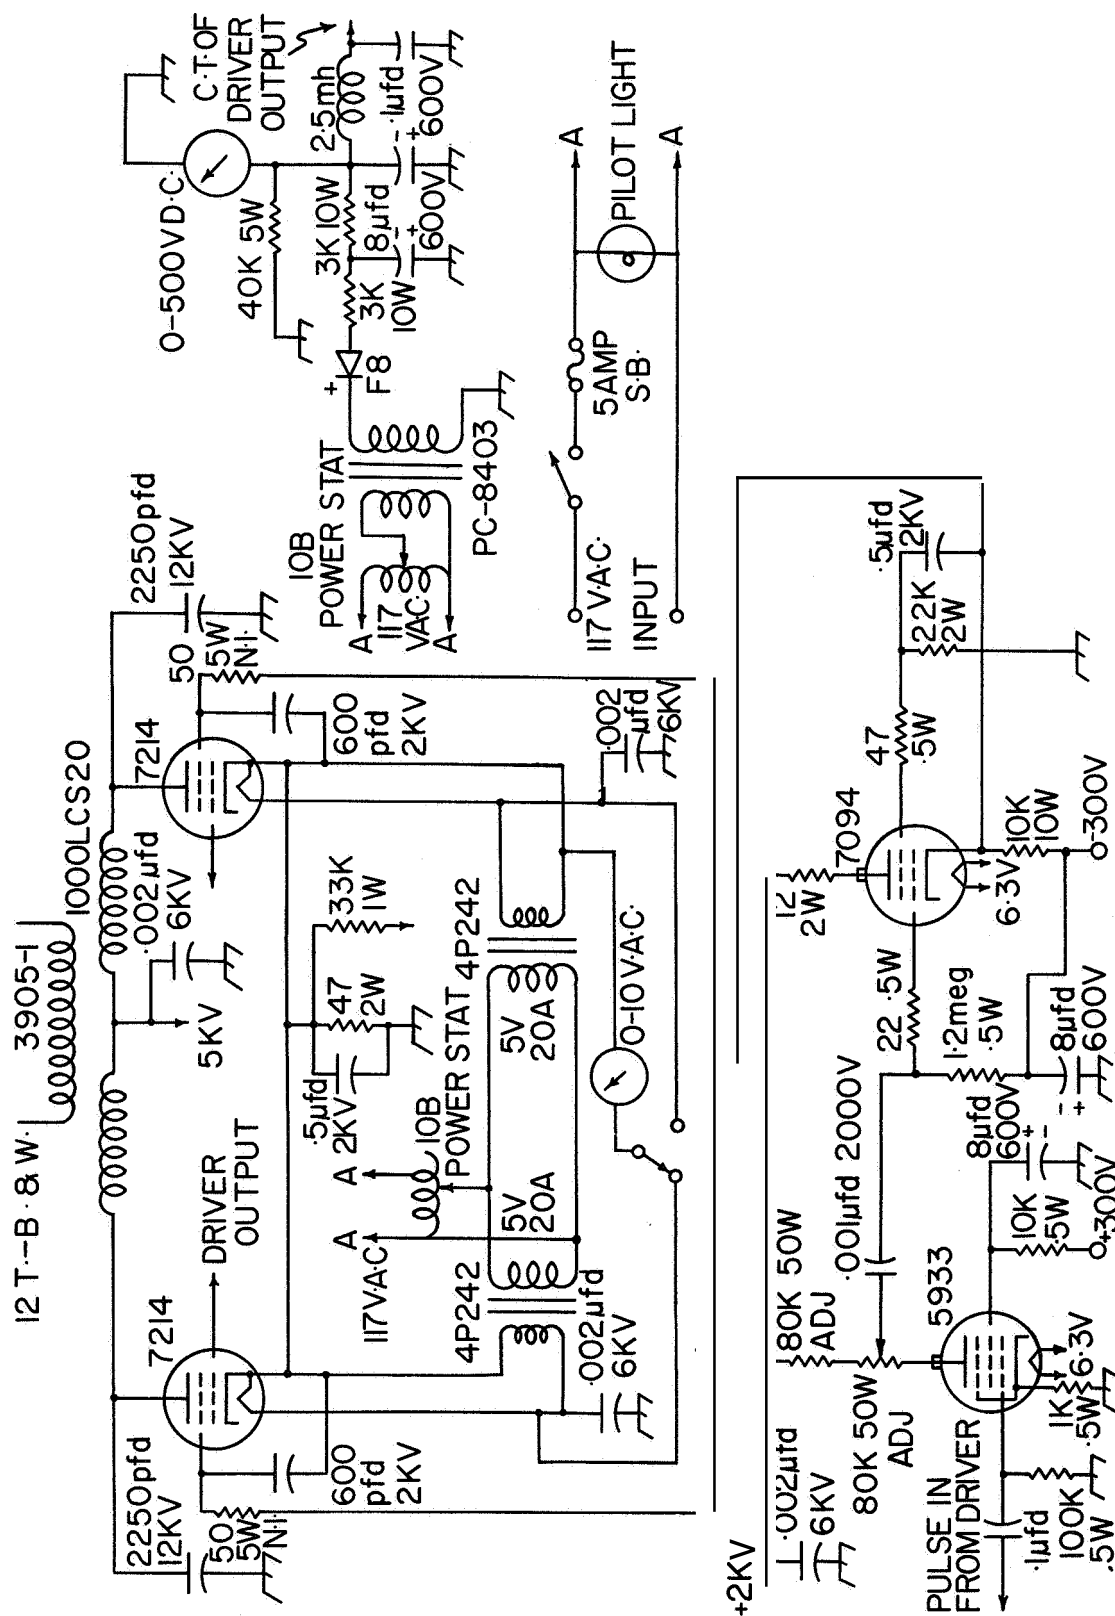 12 T.--B.&W. 3905-1
1000LCS20
7214
DRIVER
OUTPUT
5KV
.002µfd
6KV
7214
2250pfd
12KV
2250pfd
12KV
50
5W
N.I.
50
5W
N.I.
600
pfd
2KV
600
pfd
2KV
.5µfd
2KV
47
2W
33K
1W
117V.A.C.
A
A
10B
POWER STAT
4P242
5V
20A
5V
20A
4P242
.002µfd
6KV
.002
µfd
6KV
0-10V.A.C.
0-500VD.C.
C.T.OF
DRIVER
OUTPUT
40K 5W
3K 10W
2.5mh
+
F8
3K
10W
8µfd
-
+
600V
-
+
600V
.1µfd
10B
POWER STAT
A
117
VAC.
A
PC-8403
117V.A.C.
INPUT
5AMP
S.B.
PILOT LIGHT
A
A
+2KV
.002µfd
6KV
80K 50W
ADJ
80K 50W
ADJ
.001µfd 2000V
22 .5W
12
2W
7094
47
.5W
22K
2W
.5µfd
2KV
6.3V
10K
10W
-300V
1.2meg
.5W
8µfd
600V
-
+
8µfd
600V
+
-
5933
10K
.5W
+300V
6.3V
1K
.5W
PULSE IN
FROM DRIVER
.1µfd
100K
.5W